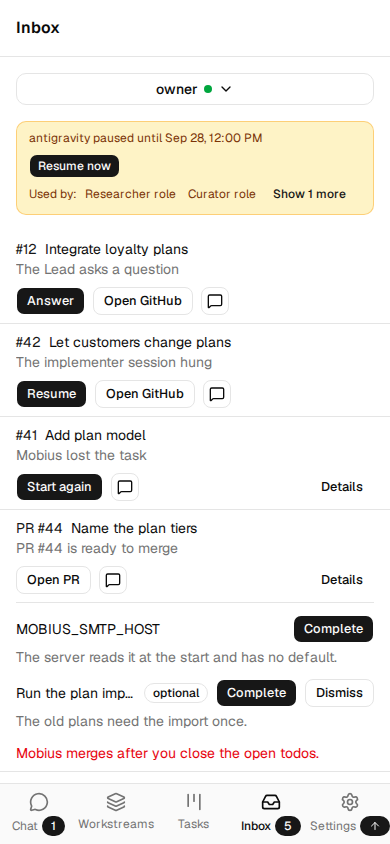 Inbox
owner
antigravity paused until Sep 28, 12:00 PM
Resume now
Used by: Researcher role Curator role Show 1 more
#12 Integrate loyalty plans
The Lead asks a question
Answer Open GitHub
#42 Let customers change plans
The implementer session hung
Resume Open GitHub
#41 Add plan model
Mobius lost the task
Start again Details
PR #44 Name the plan tiers
PR #44 is ready to merge
Open PR Details
MOBIUS_SMTP_HOST Complete
The server reads it at the start and has no default.
Run the plan imp... optional Complete Dismiss
The old plans need the import once.
Mobius merges after you close the open todos.
Chat 1 Workstreams Tasks Inbox 5 Settings ↑